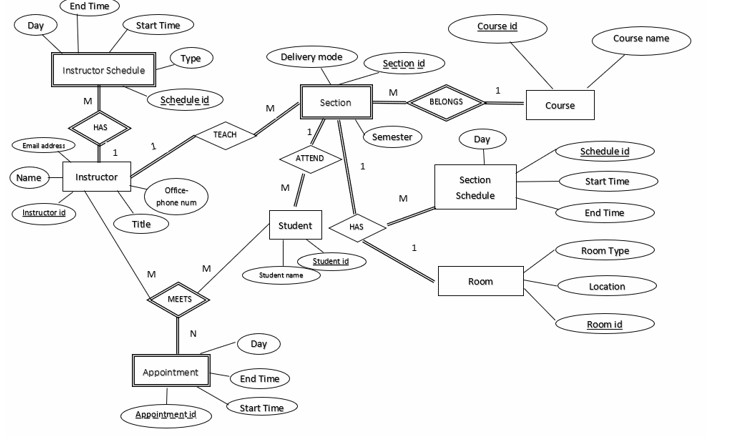 End Time
Day
Start Time
Instructor Schedule
Type
Schedule id
M
HAS
1
Email address
Name
Instructor
Instructor id
Office-
phone num
Title
1
TEACH
M
Delivery mode
Section id
Section
Semester
M
BELONGS
1
Course id
Course name
Course
1
ATTEND
M
Student
Student name
Student id
1
HAS
M
1
Day
Section
Schedule
Schedule id
Start Time
End Time
Room
Room Type
Location
Room id
M
M
MEETS
N
Appointment
Day
End Time
Start Time
Appointment id